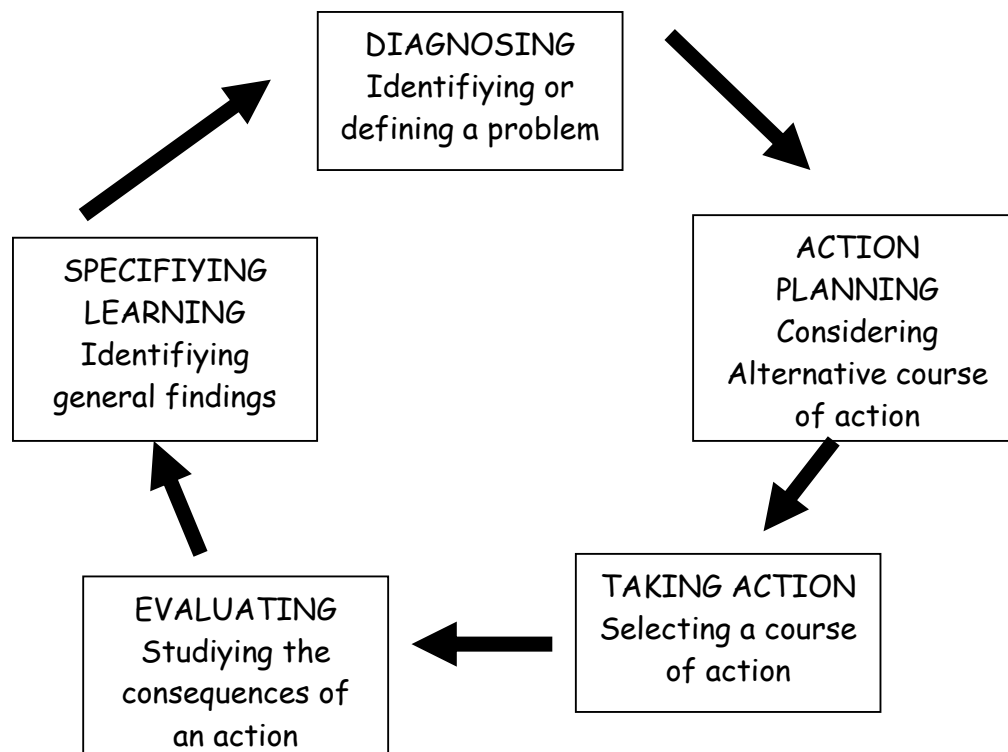 DIAGNOSING
Identifiying or
defining a problem
ACTION
PLANNING
Considering
Alternative course
of action
TAKING ACTION
Selecting a course
of action
EVALUATING
Studiying the
consequences of
an action
SPECIFIYING
LEARNING
Identifiying
general findings